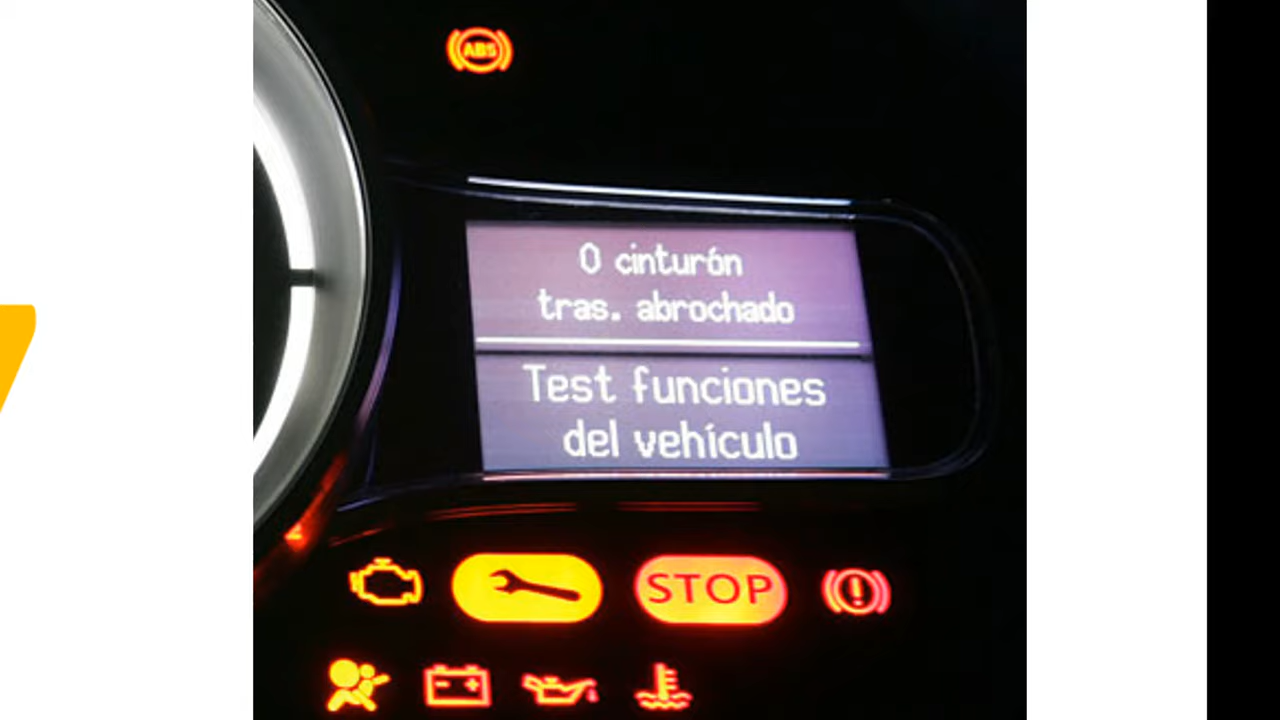 ABS
0 cinturón
tras. abrochado
Test funciones
del vehículo
STOP